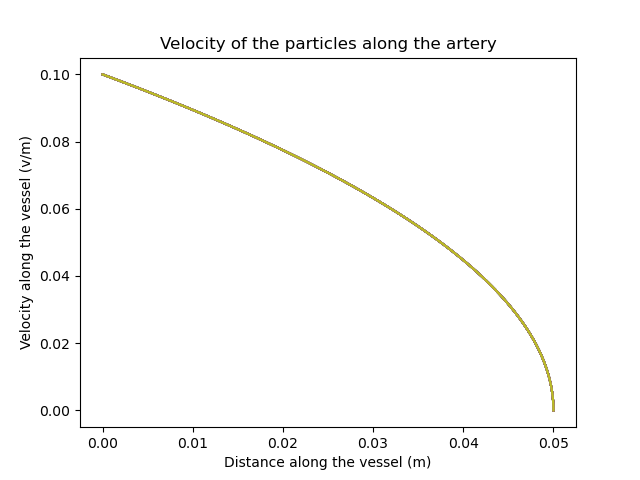 Velocity of the particles along the artery
Velocity along the vessel (v/m)
0.10
0.08
0.06
0.04
0.02
0.00
0.00 0.01 0.02 0.03 0.04 0.05
Distance along the vessel (m)